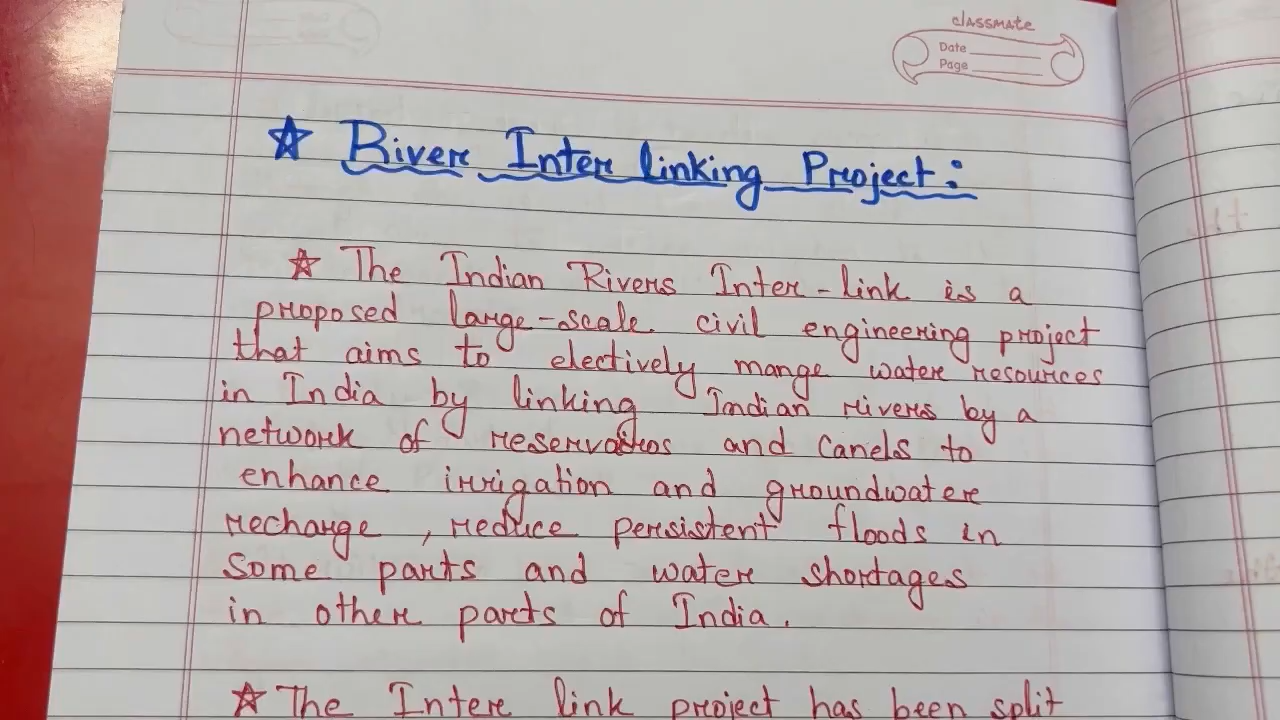 classmate
Date
Page
☆ River Inter linking Project:
☆ The Indian Rivers Inter-link is a
proposed large-scale civil engineering project
that aims to electively mange water resources
in India by linking Indian rivers by a
network of reservoiros and canels to
enhance irrigation and groundwater
recharge, reduce persistent floods in
some parts and water shortages
in other parts of India.
☆ The Inter link project has been split